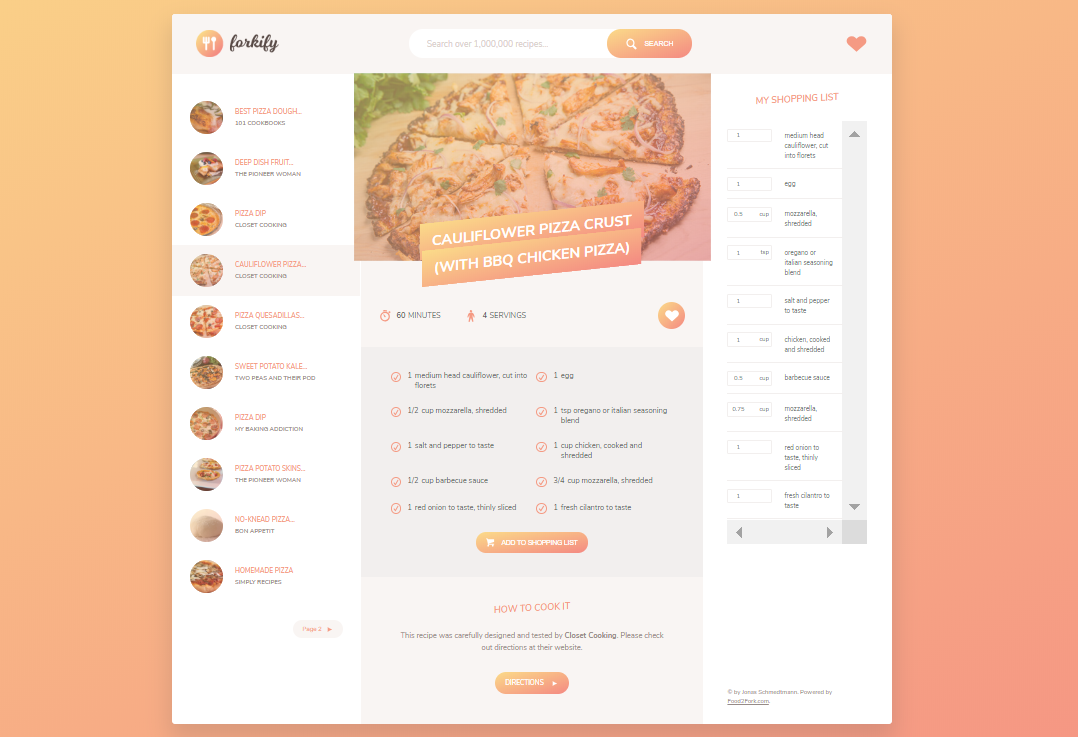 forkify
Search over 1,000,000 recipes...
SEARCH
BEST PIZZA DOUGH...
101 COOKBOOKS
DEEP DISH FRUIT...
THE PIONEER WOMAN
PIZZA DIP
CLOSET COOKING
CAULIFLOWER PIZZA...
CLOSET COOKING
PIZZA QUESADILLAS...
CLOSET COOKING
SWEET POTATO KALE...
TWO PEAS AND THEIR POD
PIZZA DIP
MY BAKING ADDICTION
PIZZA POTATO SKINS...
THE PIONEER WOMAN
NO-KNEAD PIZZA...
BON APPETIT
HOMEMADE PIZZA
SIMPLY RECIPES
Page 2
CAULIFLOWER PIZZA CRUST
(WITH BBQ CHICKEN PIZZA)
60 MINUTES
4 SERVINGS
1 medium head cauliflower, cut into
florets
1 egg
1/2 cup mozzarella, shredded
1 tsp oregano or italian seasoning
blend
1 salt and pepper to taste
1 cup chicken, cooked and
shredded
1/2 cup barbecue sauce
3/4 cup mozzarella, shredded
1 red onion to taste, thinly sliced
1 fresh cilantro to taste
ADD TO SHOPPING LIST
HOW TO COOK IT
This recipe was carefully designed and tested by Closet Cooking. Please check
out directions at their website.
DIRECTIONS
MY SHOPPING LIST
1 medium head
cauliflower, cut
into florets
1 egg
0.5 cup mozzarella,
shredded
1 tsp oregano or
italian seasoning
blend
1 salt and pepper
to taste
1 cup chicken, cooked
and shredded
0.5 cup barbecue sauce
0.75 cup mozzarella,
shredded
1 red onion to
taste, thinly
sliced
1 fresh cilantro to
taste
© by Jonas Schmedtmann. Powered by
Food2Fork.com.